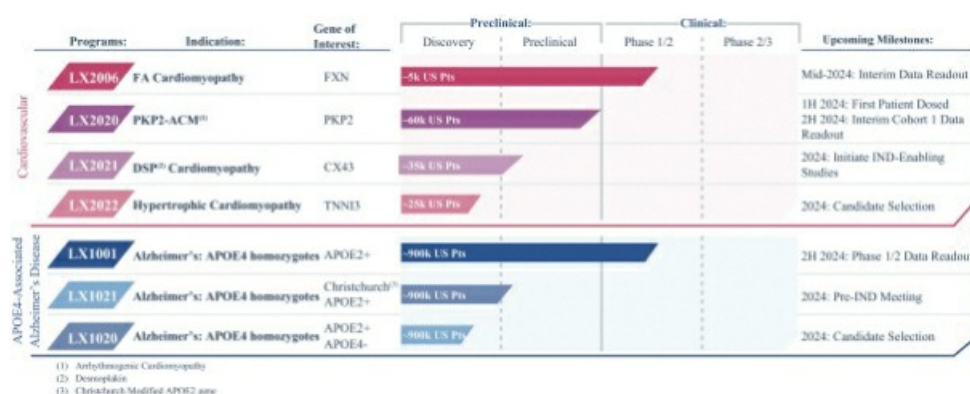 Preclinical:
Clinical:
Programs:
Indication:
Gene of
Interest:
Discovery
Preclinical
Phase 1/2
Phase 2/3
Upcoming Milestones:
Cardiovascular
LX2006
FA Cardiomyopathy
FXN
~5k US Pts
Mid-2024: Interim Data Readout
LX2020
PKP2-ACM(1)
PKP2
~60k US Pts
1H 2024: First Patient Dosed
2H 2024: Interim Cohort 1 Data
Readout
LX2021
DSP(2) Cardiomyopathy
CX43
~35k US Pts
2024: Initiate IND-Enabling
Studies
LX2022
Hypertrophic Cardiomyopathy
TNNI3
~25k US Pts
2024: Candidate Selection
APOE4-Associated
Alzheimer's Disease
LX1001
Alzheimer's: APOE4 homozygotes
APOE2+
~900k US Pts
2H 2024: Phase 1/2 Data Readou
LX1021
Alzheimer's: APOE4 homozygotes
Christchurch(3)
APOE2+
~900k US Pts
2024: Pre-IND Meeting
LX1020
Alzheimer's: APOE4 homozygotes
APOE2+
APOE4-
~900k US Pts
2024: Candidate Selection
(1) Arrhythmogenic Cardiomyopathy
(2) Desmoplakin
(3) Christchurch Modified APOE2 gene